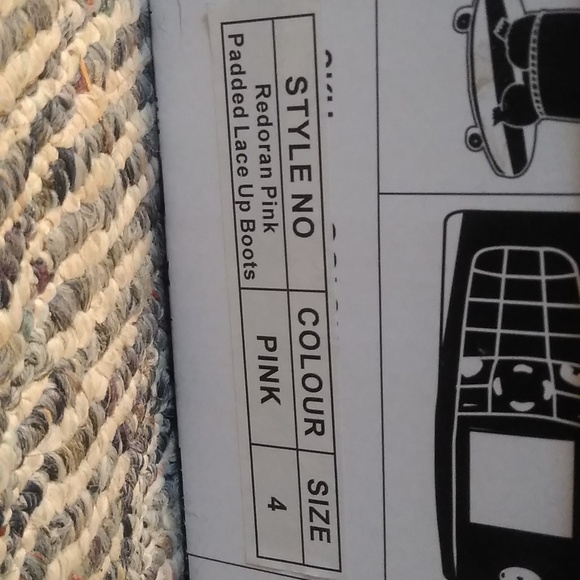 STYLE NO COLOUR SIZE
Redoran Pink PINK 4
Padded Lace Up Boots